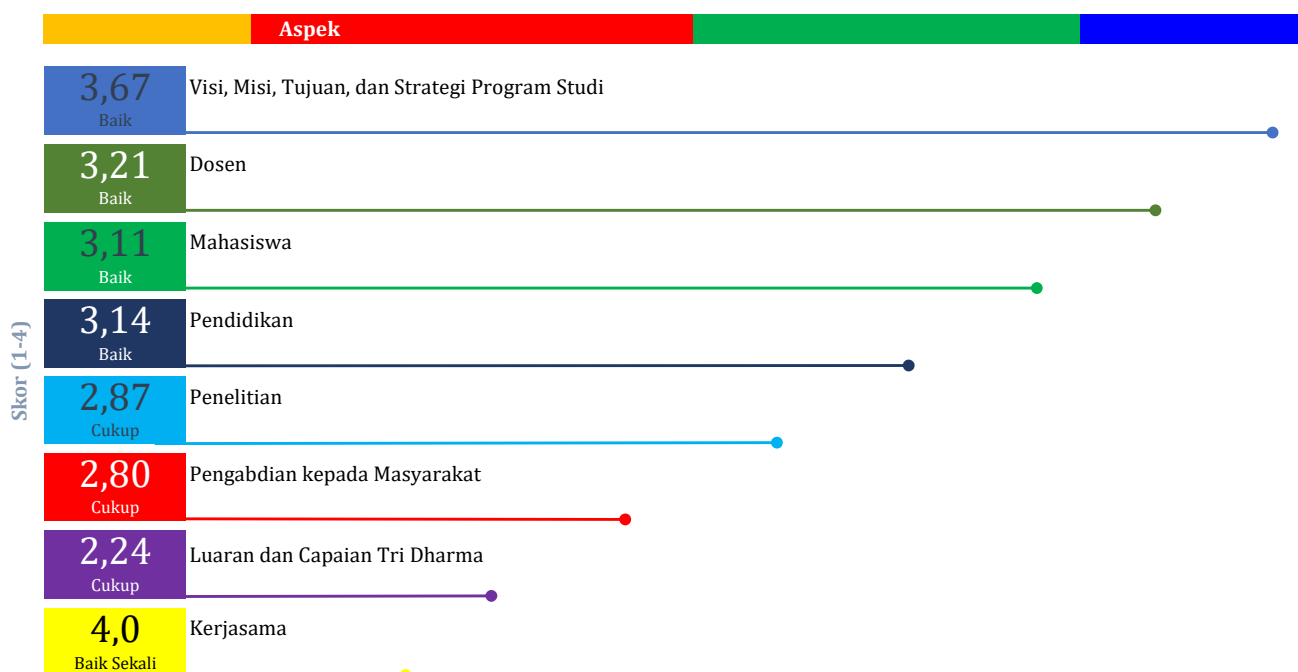 Aspek
3,67
Baik
Visi, Misi, Tujuan, dan Strategi Program Studi
3,21
Baik
Dosen
3,11
Baik
Mahasiswa
3,14
Baik
Pendidikan
Skor (1-4)
2,87
Cukup
Penelitian
2,80
Cukup
Pengabdian kepada Masyarakat
2,24
Cukup
Luaran dan Capaian Tri Dharma
4,0
Baik Sekali
Kerjasama